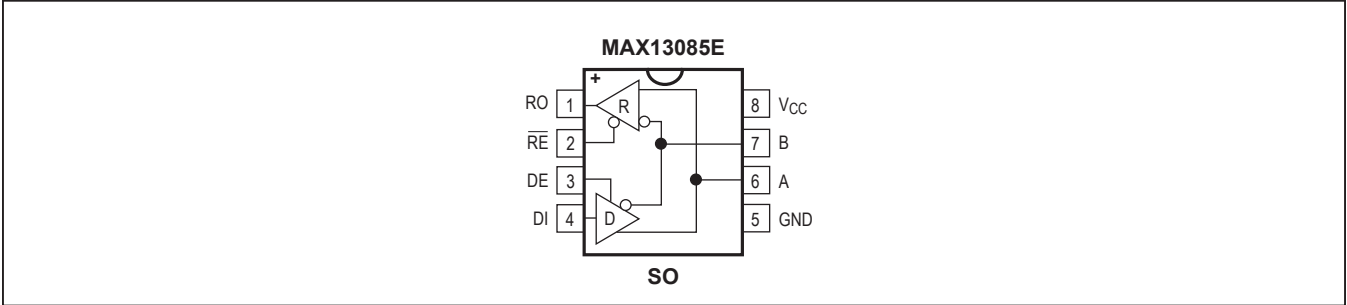 MAX13085E
+
RO 1 R 8 VCC
RE 2 7 B
DE 3 6 A
DI 4 D 5 GND
SO